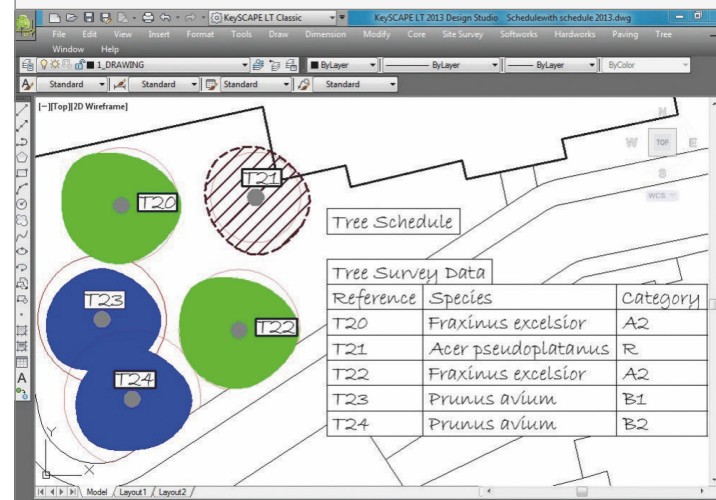 KeySCAPE LT Classic
KeySCAPE LT 2013 Design Studio Schedulewith schedule 2013.dwg
File Edit View Insert Format Tools Draw Dimension Modify Core Site Survey Softworks Hardworks Paving Tree
Window Help
1_DRAWING ByLayer ByLayer ByLayer ByColor
Standard Standard Standard Standard
[-][Top][2D Wireframe]
N
W TOP E
S
WCS
T20
T21
T23
T22
T24
Tree Schedule
Tree Survey Data
Reference Species Category
T20 Fraxinus excelsior A2
T21 Acer pseudoplatanus R
T22 Fraxinus excelsior A2
T23 Prunus avium B1
T24 Prunus avium B2
A
Y
X
Model Layout1 Layout2